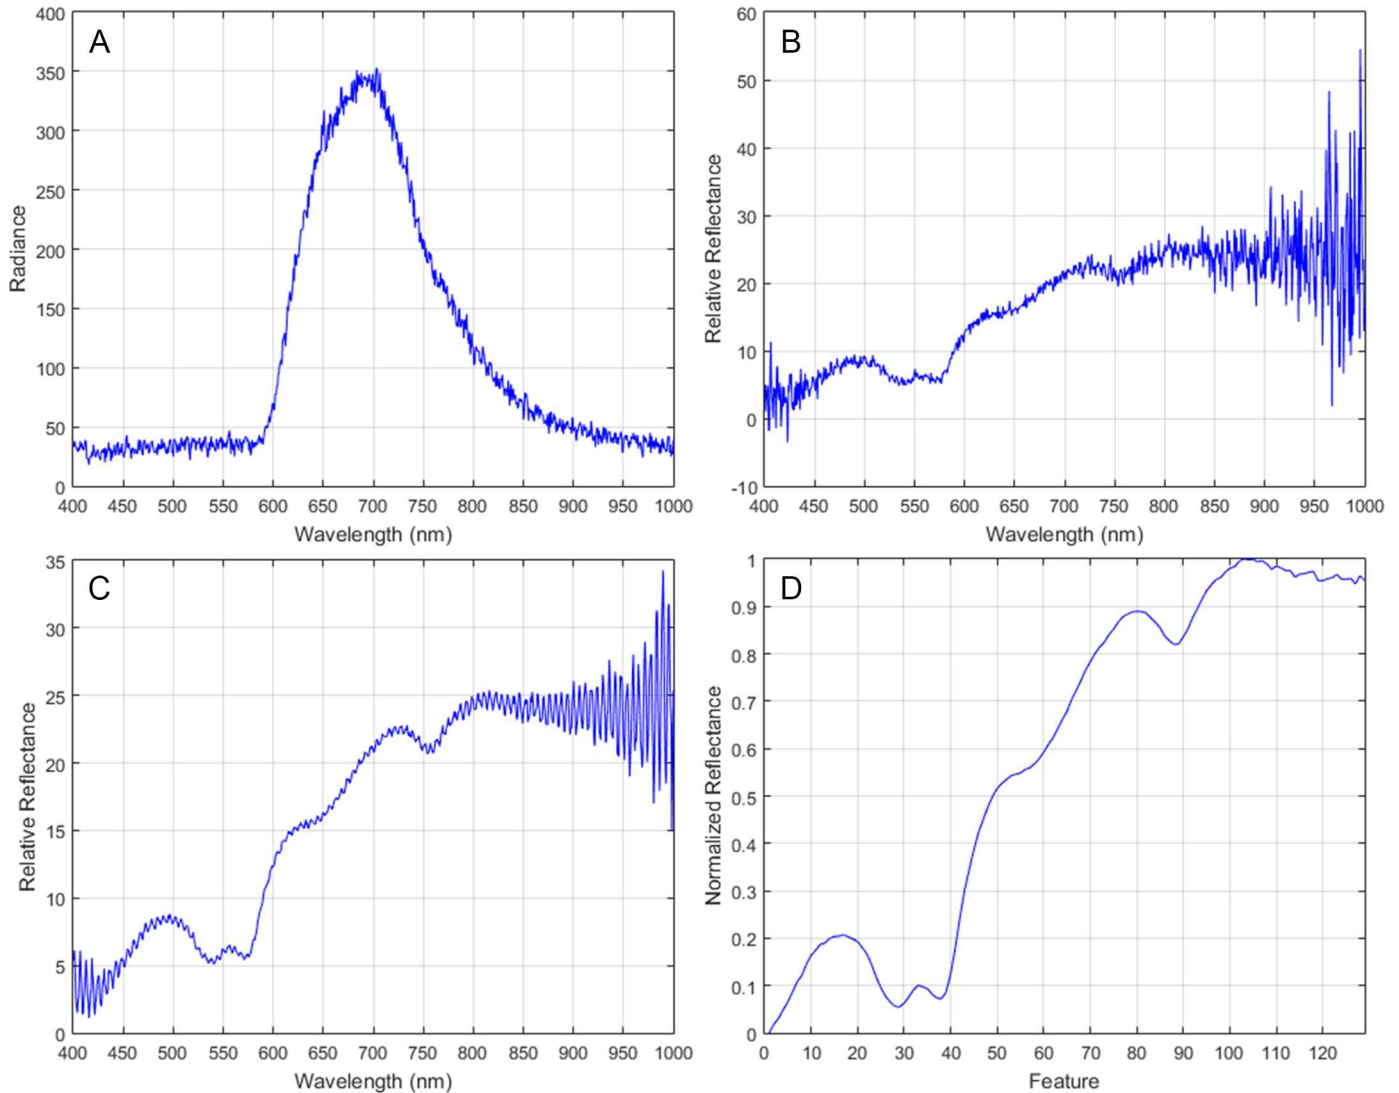 A
Radiance
400
350
300
250
200
150
100
50
0
400 450 500 550 600 650 700 750 800 850 900 950 1000
Wavelength (nm)
B
Relative Reflectance
60
50
40
30
20
10
0
-10
400 450 500 550 600 650 700 750 800 850 900 950 1000
Wavelength (nm)
C
Relative Reflectance
35
30
25
20
15
10
5
0
400 450 500 550 600 650 700 750 800 850 900 950 1000
Wavelength (nm)
D
Normalized Reflectance
1
0.9
0.8
0.7
0.6
0.5
0.4
0.3
0.2
0.1
0
0 10 20 30 40 50 60 70 80 90 100 110 120
Feature